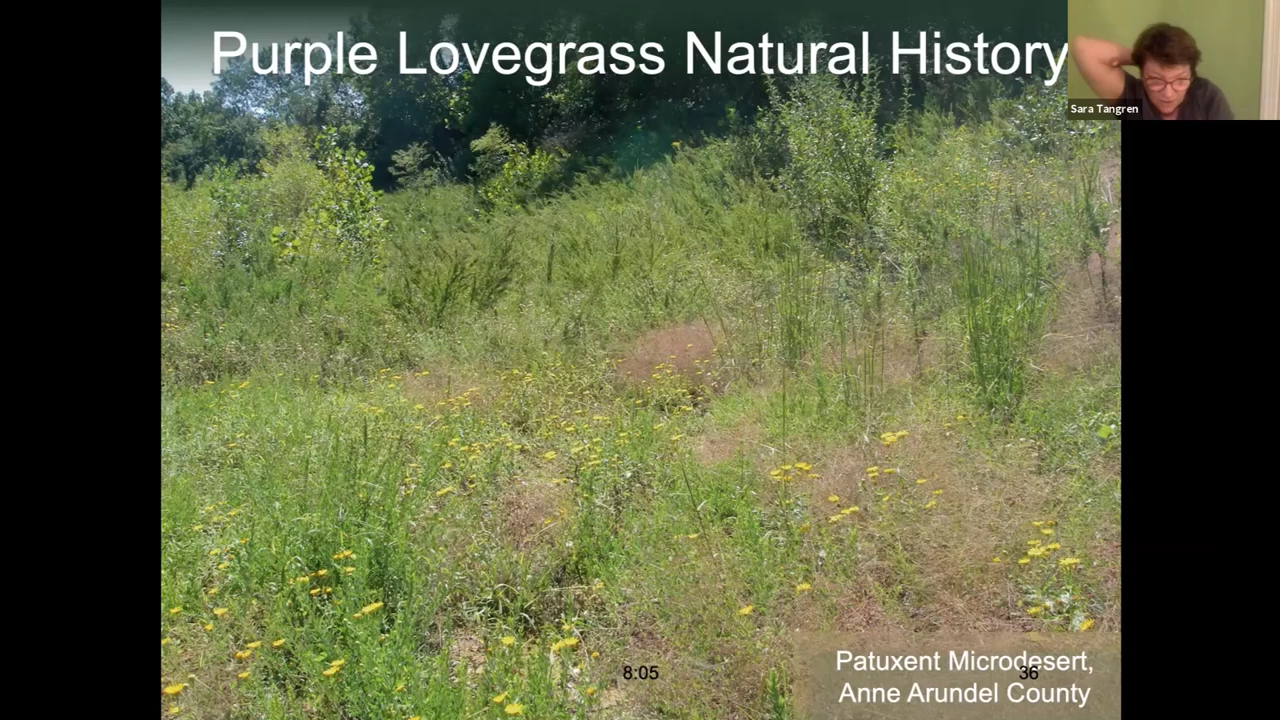 Purple Lovegrass Natural History
Sara Tangren
8:05
36
Patuxent Microdesert,
Anne Arundel County